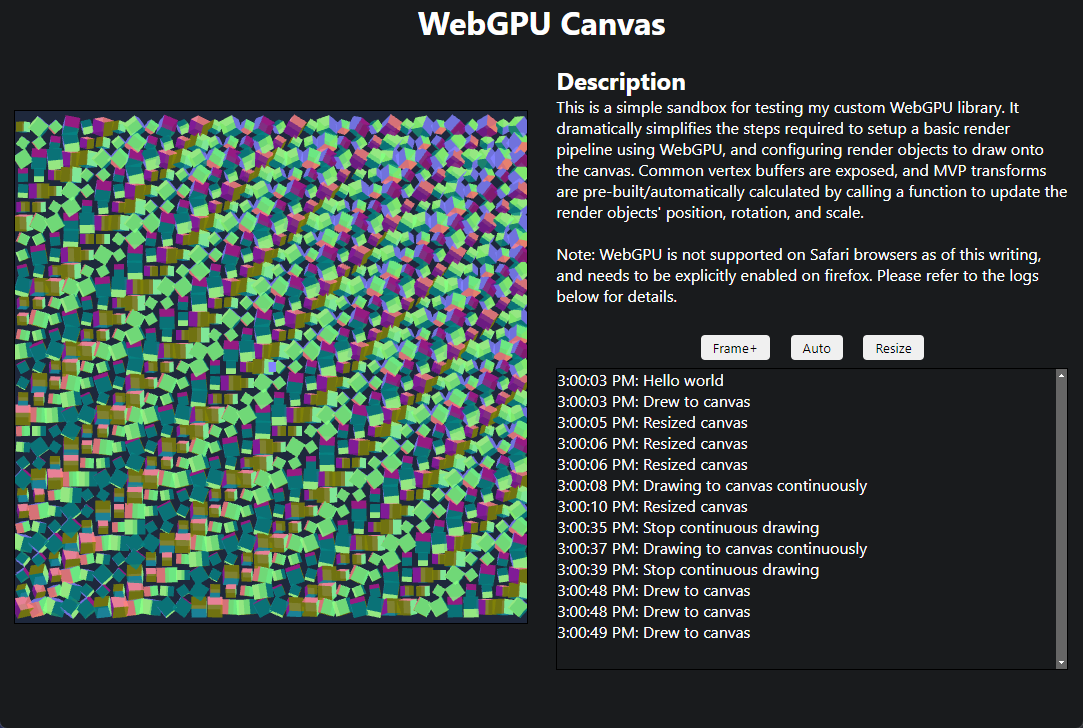 WebGPU Canvas
Description
This is a simple sandbox for testing my custom WebGPU library. It
dramatically simplifies the steps required to setup a basic render
pipeline using WebGPU, and configuring render objects to draw onto
the canvas. Common vertex buffers are exposed, and MVP transforms
are pre-built/automatically calculated by calling a function to update the
render objects' position, rotation, and scale.
Note: WebGPU is not supported on Safari browsers as of this writing,
and needs to be explicitly enabled on firefox. Please refer to the logs
below for details.
Frame+ Auto Resize
3:00:03 PM: Hello world
3:00:03 PM: Drew to canvas
3:00:05 PM: Resized canvas
3:00:06 PM: Resized canvas
3:00:06 PM: Resized canvas
3:00:08 PM: Drawing to canvas continuously
3:00:10 PM: Resized canvas
3:00:35 PM: Stop continuous drawing
3:00:37 PM: Drawing to canvas continuously
3:00:39 PM: Stop continuous drawing
3:00:48 PM: Drew to canvas
3:00:48 PM: Drew to canvas
3:00:49 PM: Drew to canvas